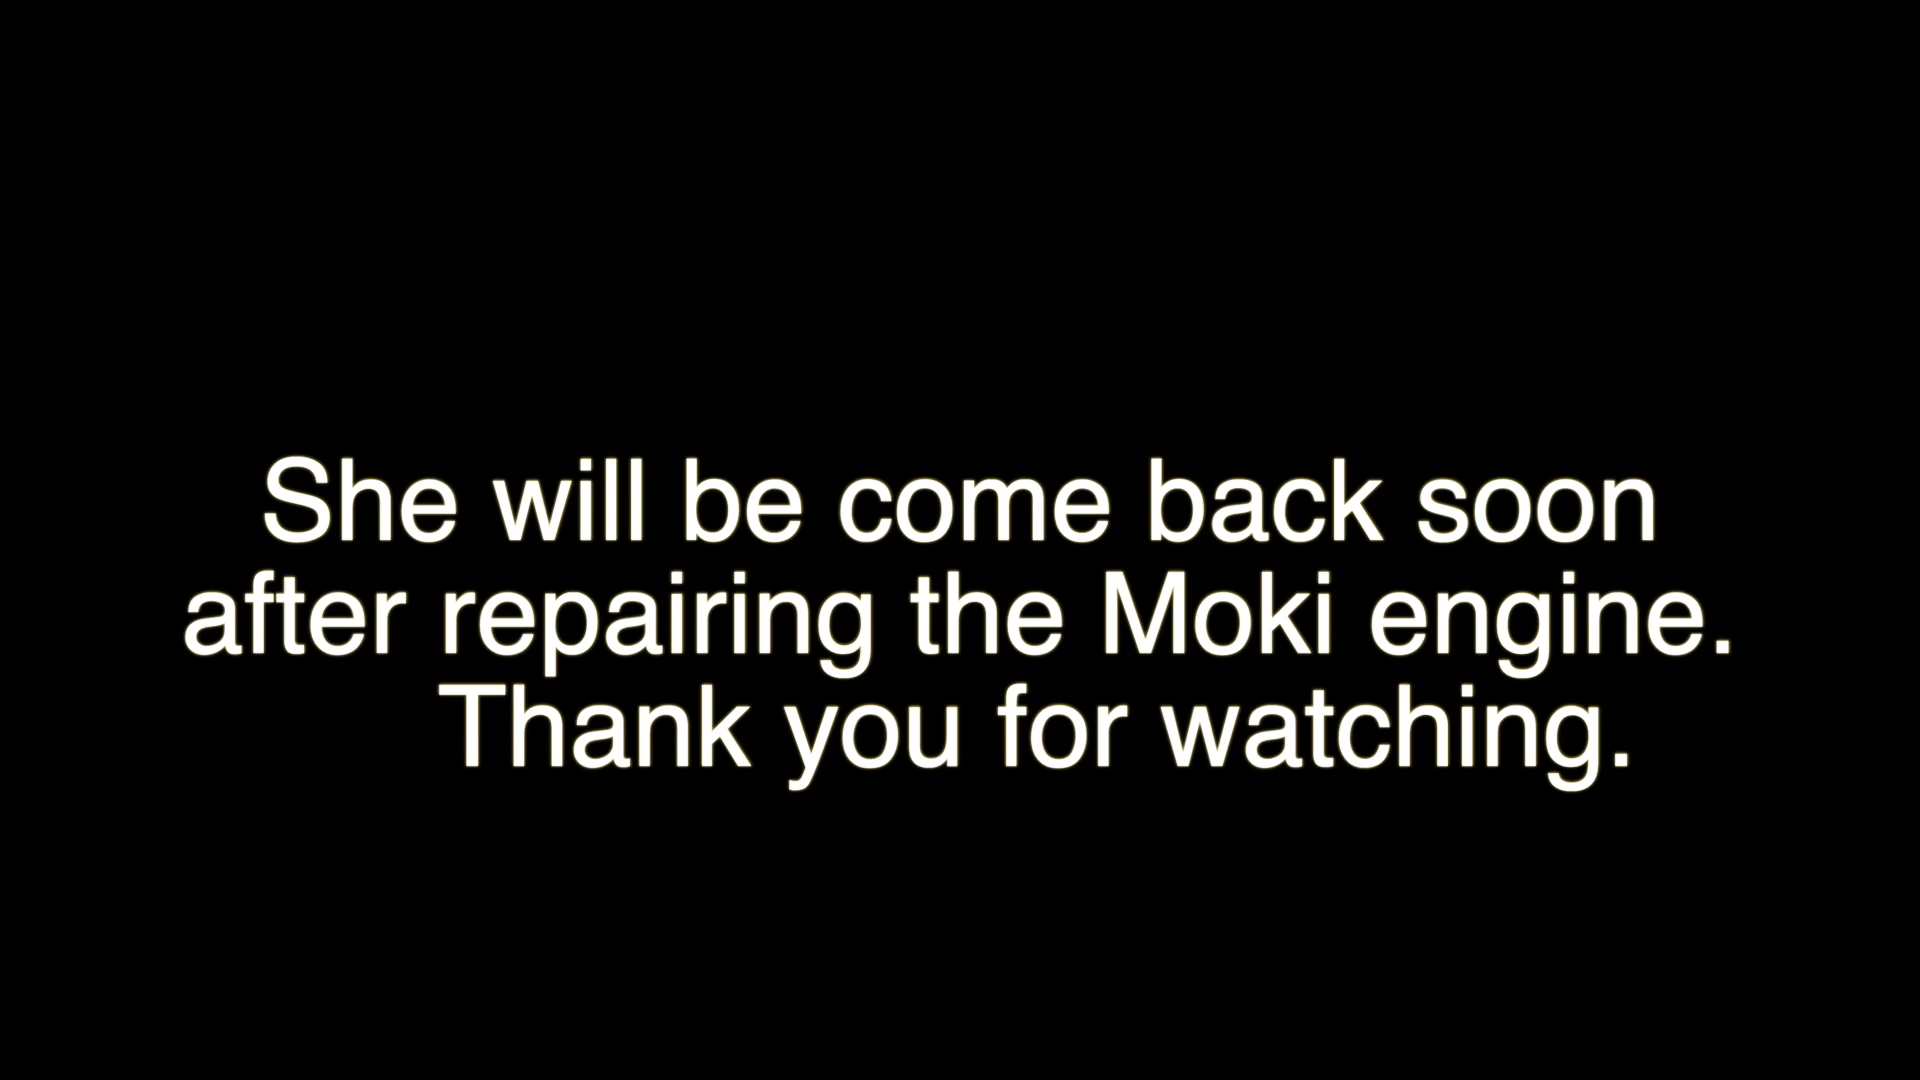 She will be come back soon
after repairing the Moki engine.
Thank you for watching.